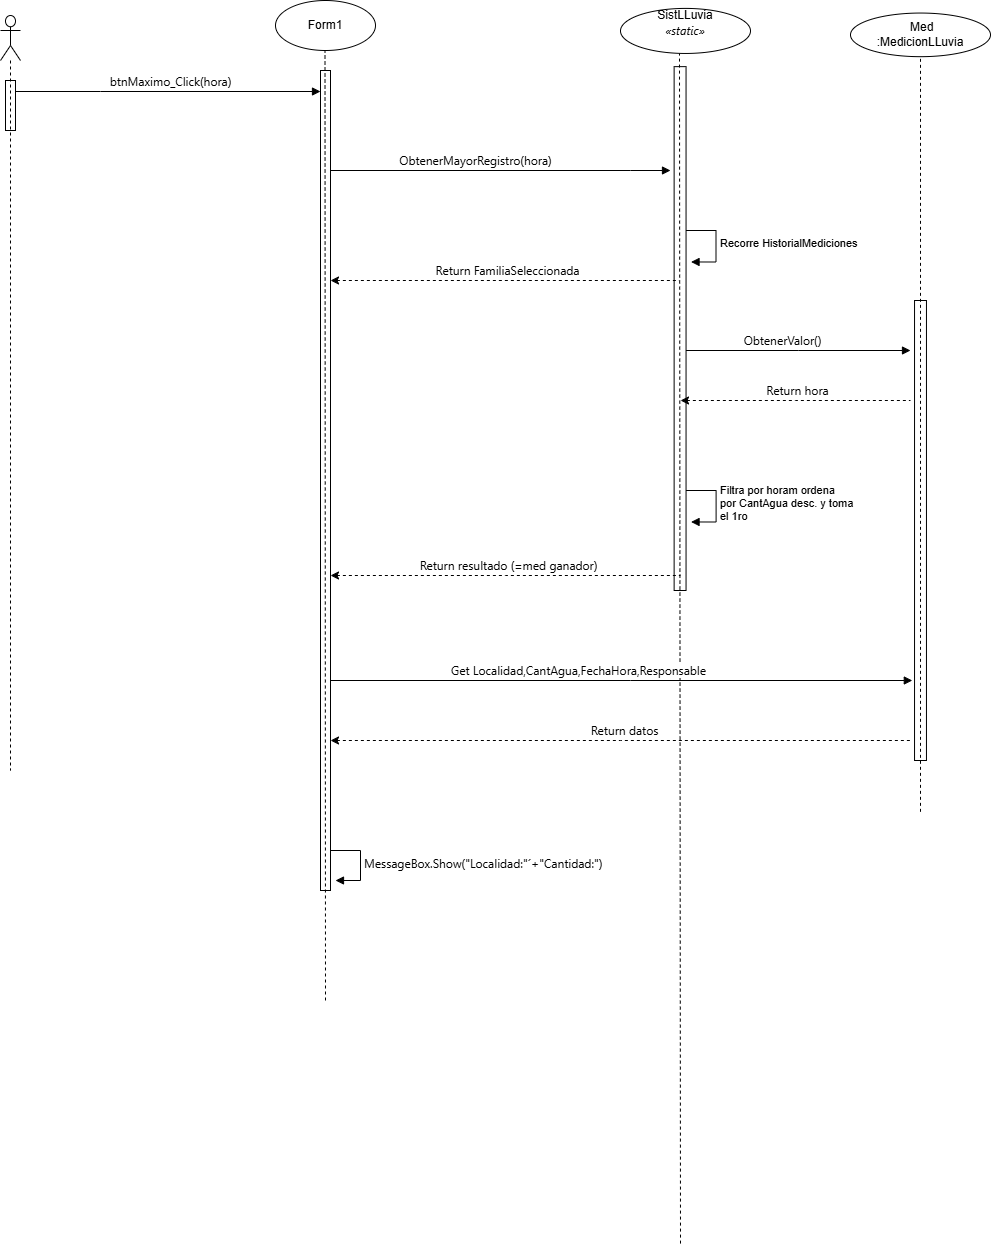 Form1
SistLLuvia
«static»
Med
:MedicionLLuvia
btnMaximo_Click(hora)
ObtenerMayorRegistro(hora)
Recorre HistorialMediciones
Return FamiliaSeleccionada
ObtenerValor()
Return hora
Filtra por horam ordena
por CantAgua desc. y toma
el 1ro
Return resultado (=med ganador)
Get Localidad,CantAgua,FechaHora,Responsable
Return datos
MessageBox.Show("Localidad:"´+"Cantidad:")